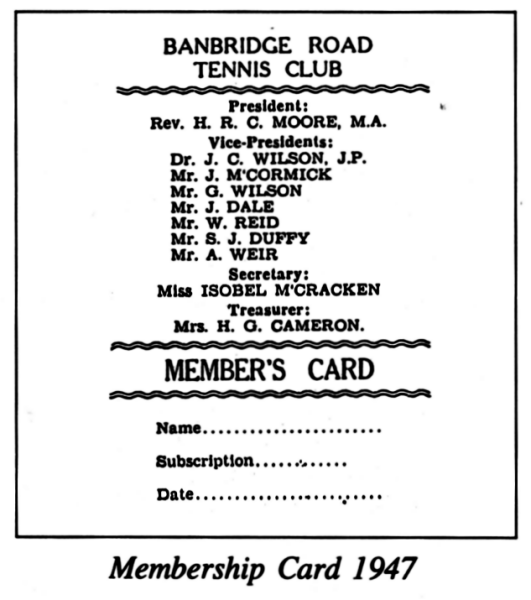 BANBRIDGE ROAD
TENNIS CLUB
President:
Rev. H. R. C. MOORE, M.A.
Vice-Presidents:
Dr. J. C. WILSON, J.P.
Mr. J. M'CORMICK
Mr. G. WILSON
Mr. J. DALE
Mr. W. REID
Mr. S. J. DUFFY
Mr. A. WEIR
Secretary:
Miss ISOBEL M'CRACKEN
Treasurer:
Mrs. H. G. CAMERON.
MEMBER'S CARD
Name.......................
Subscription............
Date........................
Membership Card 1947